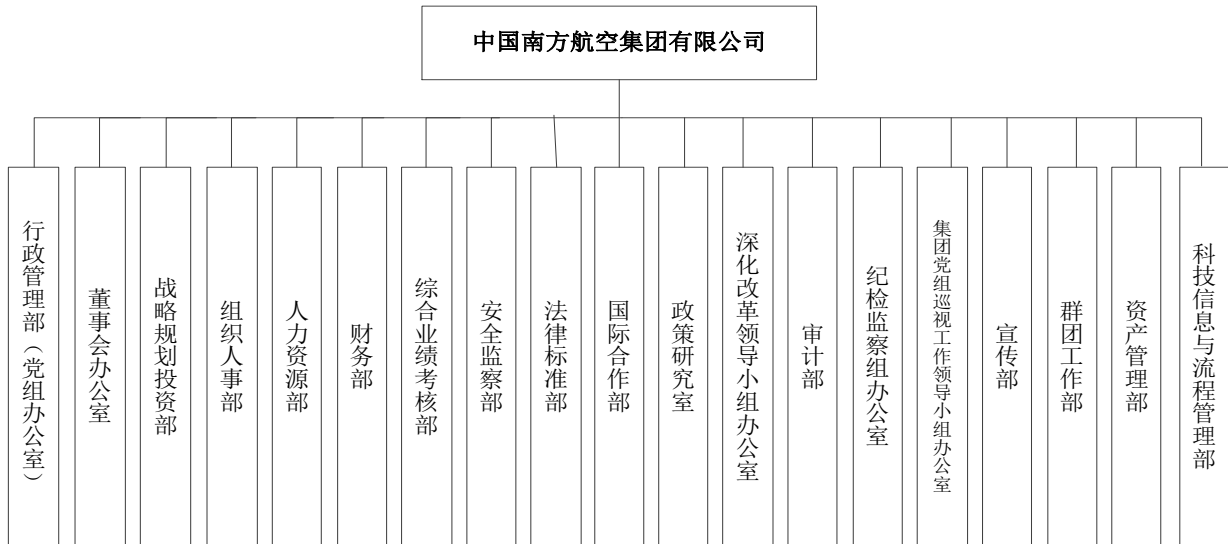 中国南方航空集团有限公司
行政管理部（党组办公室）
董事会办公室
战略规划投资部
组织人事部
人力资源部
财务部
综合业绩考核部
安全监察部
法律标准部
国际合作部
政策研究室
深化改革领导小组办公室
审计部
纪检监察组办公室
集团党组巡视工作领导小组办公室
宣传部
群团工作部
资产管理部
科技信息与流程管理部